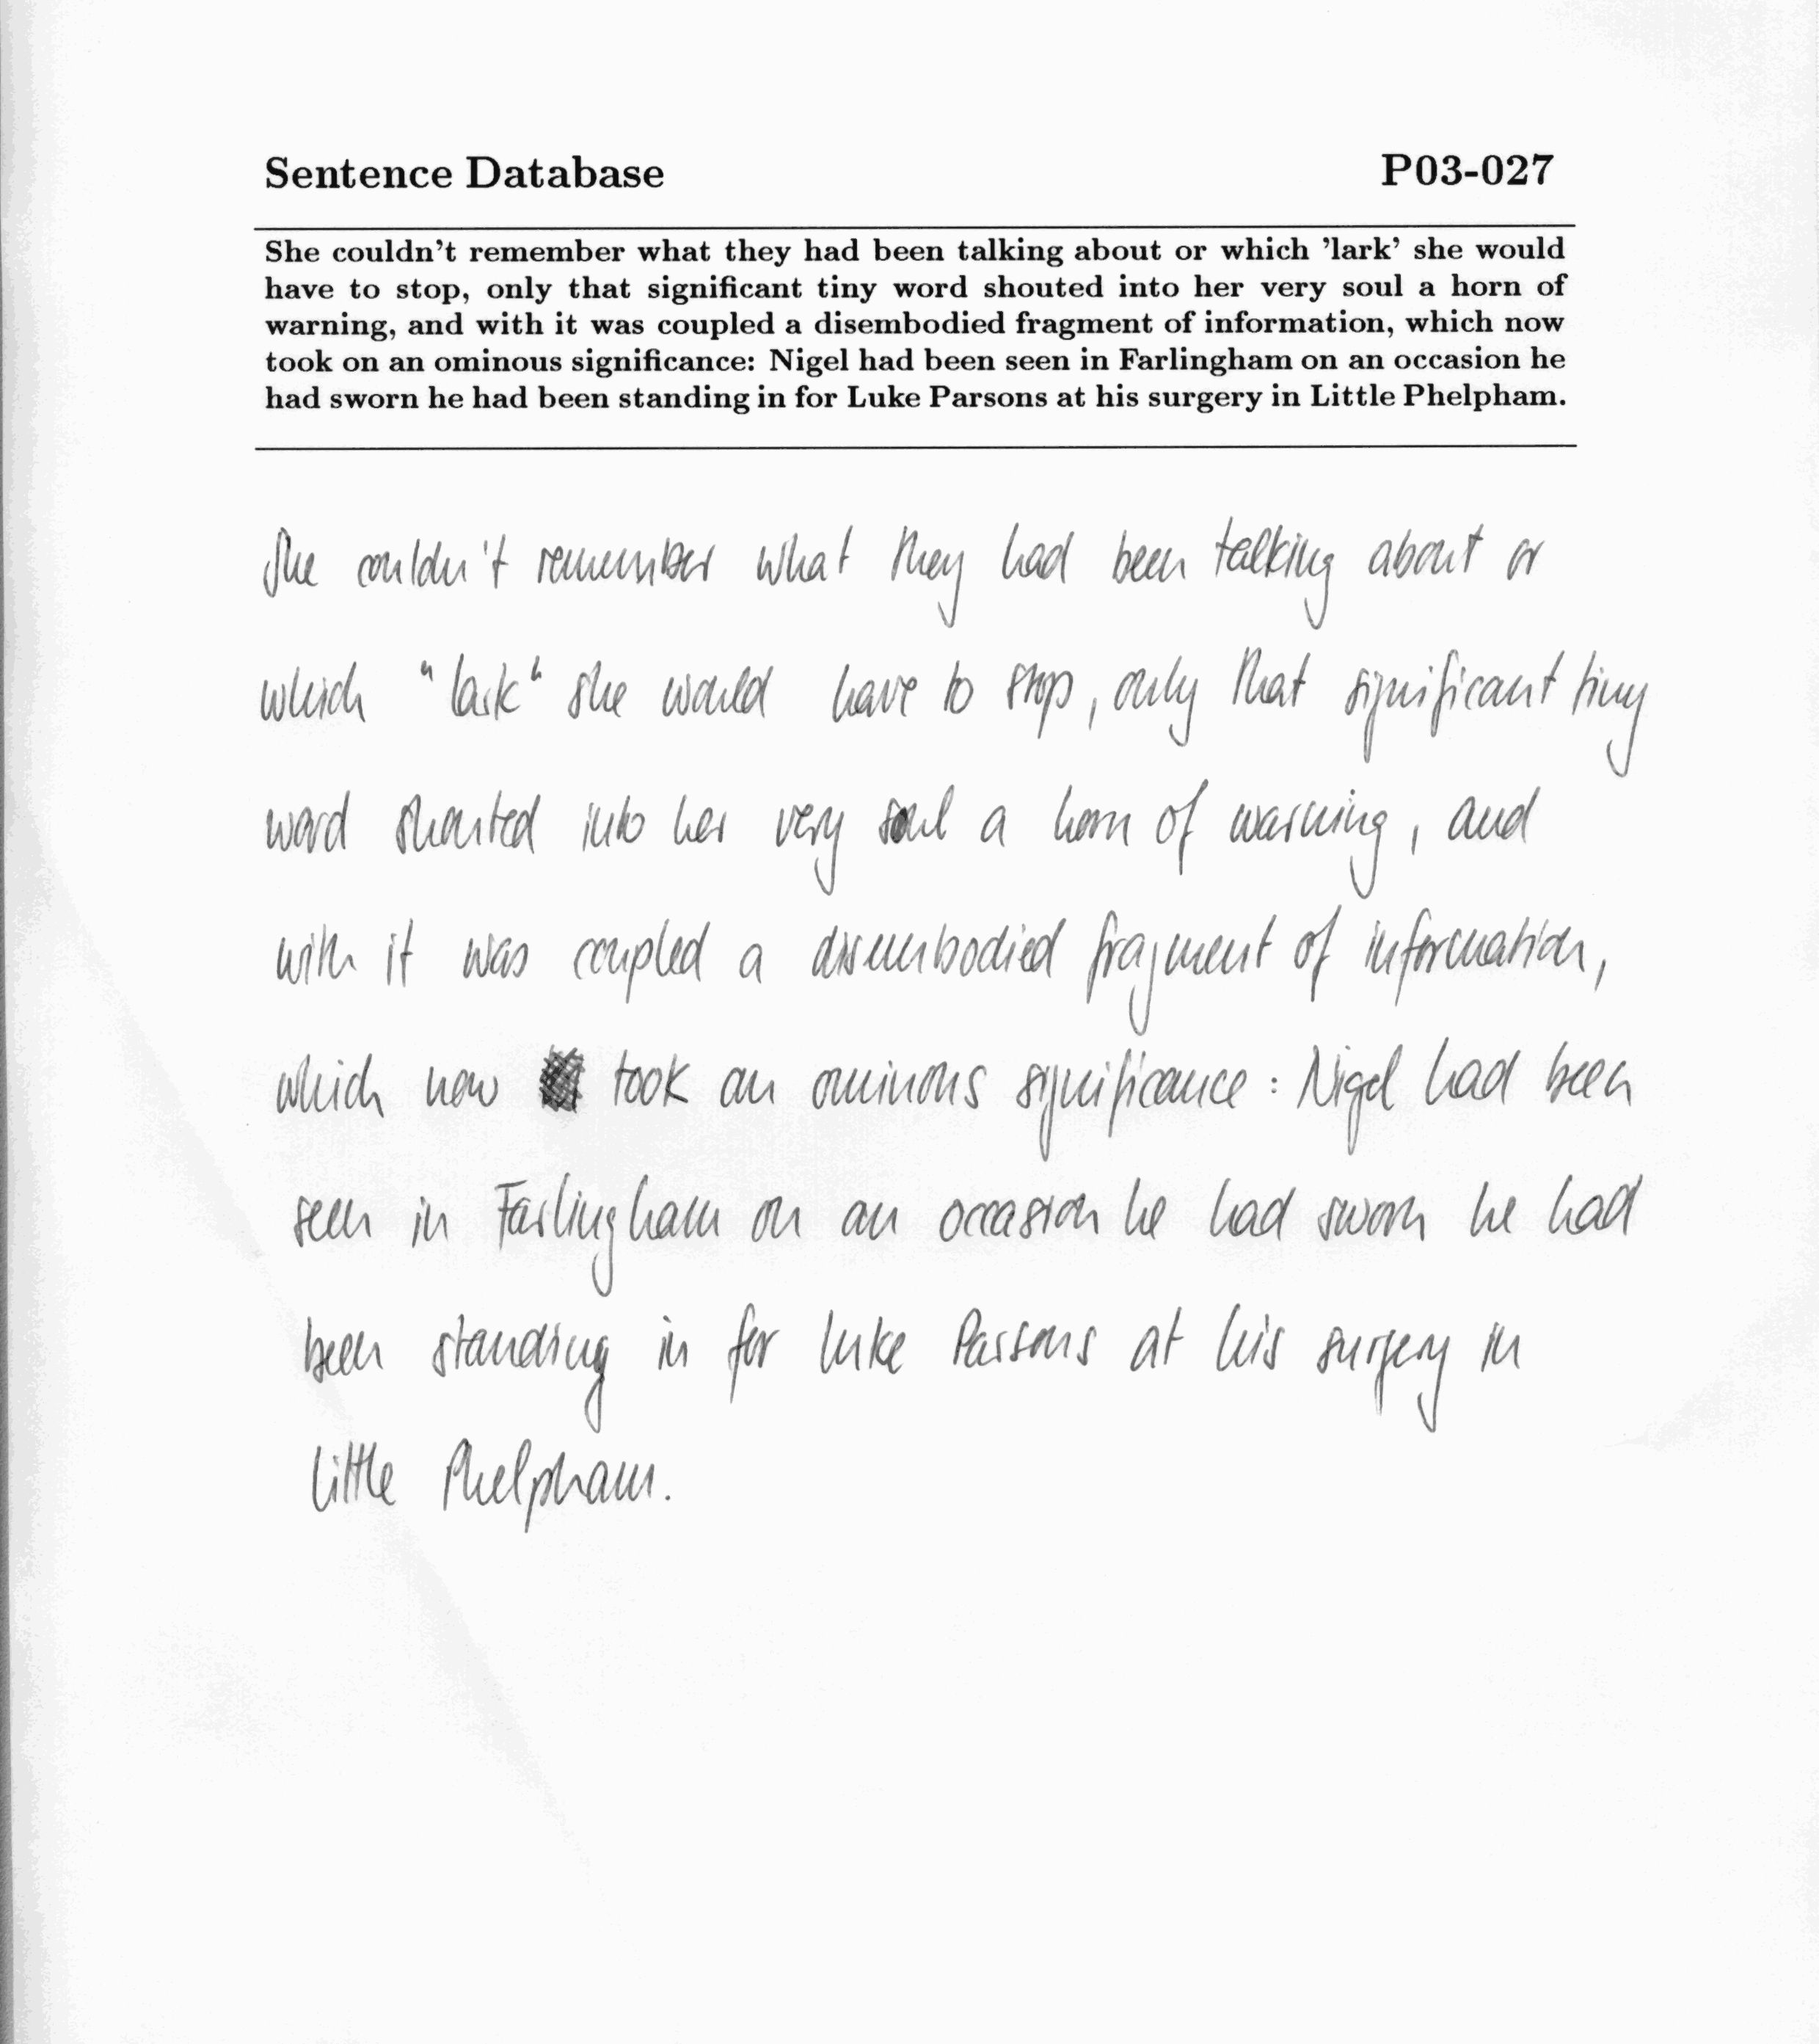 Sentence Database P03-027
She couldn't remember what they had been talking about or which 'lark' she would
have to stop, only that significant tiny word shouted into her very soul a horn of
warning, and with it was coupled a disembodied fragment of information, which now
took on an ominous significance: Nigel had been seen in Farlingham on an occasion he
had sworn he had been standing in for Luke Parsons at his surgery in Little Phelpham.
She couldn't remember what they had been talking about or
which "lark" she would have to stop, only that significant tiny
word shouted into her very soul a horn of warning, and
with it was coupled a disembodied fragment of information,
which now took an ominous significance: Nigel had been
seen in Farlingham on an occasion he had sworn he had
been standing in for Luke Parsons at his surgery in
Little Phelpham.